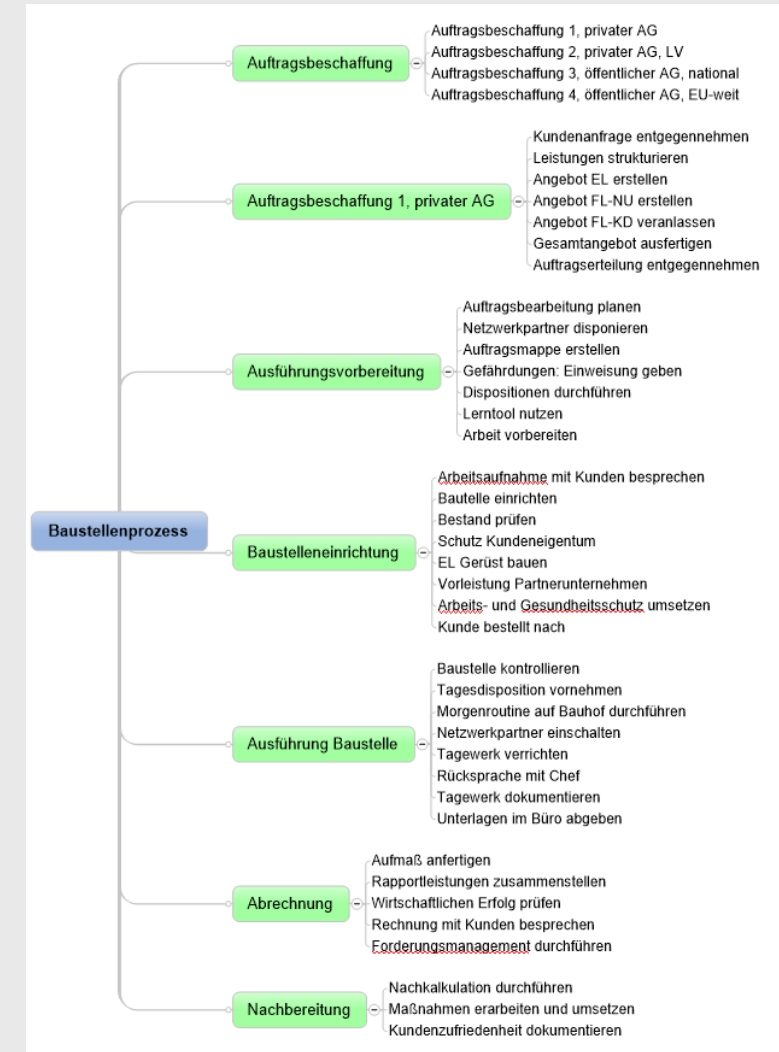 Auftragsbeschaffung
Auftragsbeschaffung 1, privater AG
Auftragsbeschaffung 2, privater AG, LV
Auftragsbeschaffung 3, öffentlicher AG, national
Auftragsbeschaffung 4, öffentlicher AG, EU-weit
Auftragsbeschaffung 1, privater AG
Kundenanfrage entgegennehmen
Leistungen strukturieren
Angebot EL erstellen
Angebot FL-NU erstellen
Angebot FL-KD veranlassen
Gesamtangebot ausfertigen
Auftragserteilung entgegennehmen
Ausführungsvorbereitung
Auftragsbearbeitung planen
Netzwerkpartner disponieren
Auftragsmappe erstellen
Gefährdungen: Einweisung geben
Dispositionen durchführen
Lerntool nutzen
Arbeit vorbereiten
Baustellenprozess
Baustelleneinrichtung
Arbeitsaufnahme mit Kunden besprechen
Bautelle einrichten
Bestand prüfen
Schutz Kundeneigentum
EL Gerüst bauen
Vorleistung Partnerunternehmen
Arbeits- und Gesundheitsschutz umsetzen
Kunde bestellt nach
Ausführung Baustelle
Baustelle kontrollieren
Tagesdisposition vornehmen
Morgenroutine auf Bauhof durchführen
Netzwerkpartner einschalten
Tagewerk verrichten
Rücksprache mit Chef
Tagewerk dokumentieren
Unterlagen im Büro abgeben
Abrechnung
Aufmaß anfertigen
Rapportleistungen zusammenstellen
Wirtschaftlichen Erfolg prüfen
Rechnung mit Kunden besprechen
Forderungsmanagement durchführen
Nachbereitung
Nachkalkulation durchführen
Maßnahmen erarbeiten und umsetzen
Kundenzufriedenheit dokumentieren